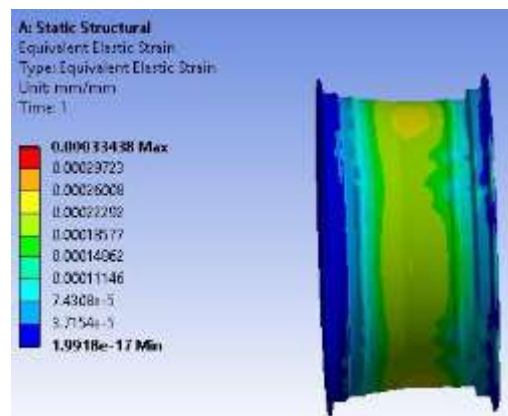 A: Static Structural
Equivalent Elastic Strain
Type: Equivalent Elastic Strain
Unit: mm/mm
Time: 1
0.00033438 Max
0.00029723
0.00026008
0.00022292
0.00018577
0.00014862
0.00011146
7.4308e-5
3.7154e-5
1.9918e-17 Min